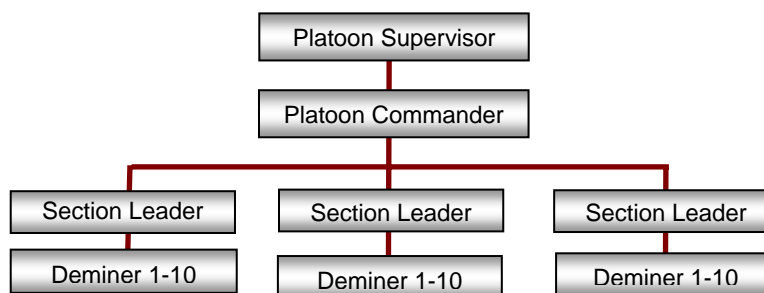 Platoon Supervisor
Platoon Commander
Section Leader
Section Leader
Section Leader
Deminer 1-10
Deminer 1-10
Deminer 1-10